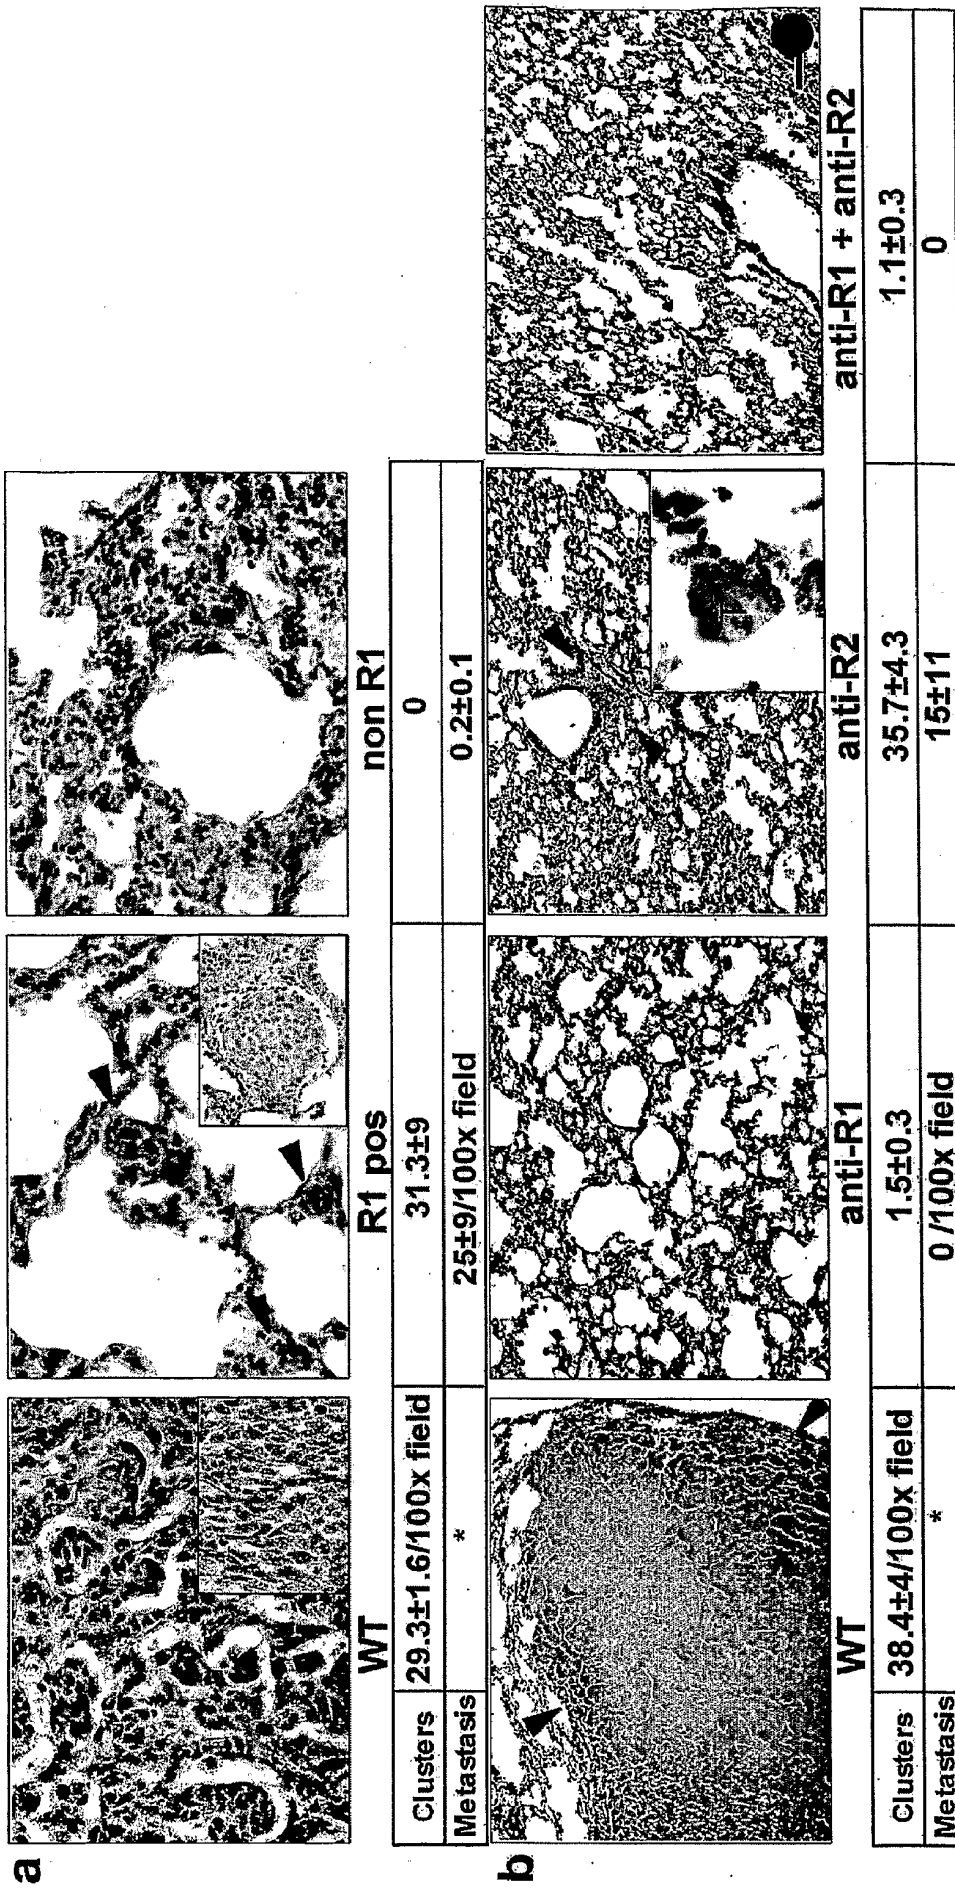 a
WT
R1 pos
non R1
Clusters 29.3±1.6/100x field 31.3±9 0
Metastasis * 25±9/100x field 0.2±0.1
b
WT
anti-R1
anti-R2
anti-R1 + anti-R2
Clusters 38.4±4/100x field 1.5±0.3 35.7±4.3 1.1±0.3
Metastasis * 0 /100x field 15±11 0